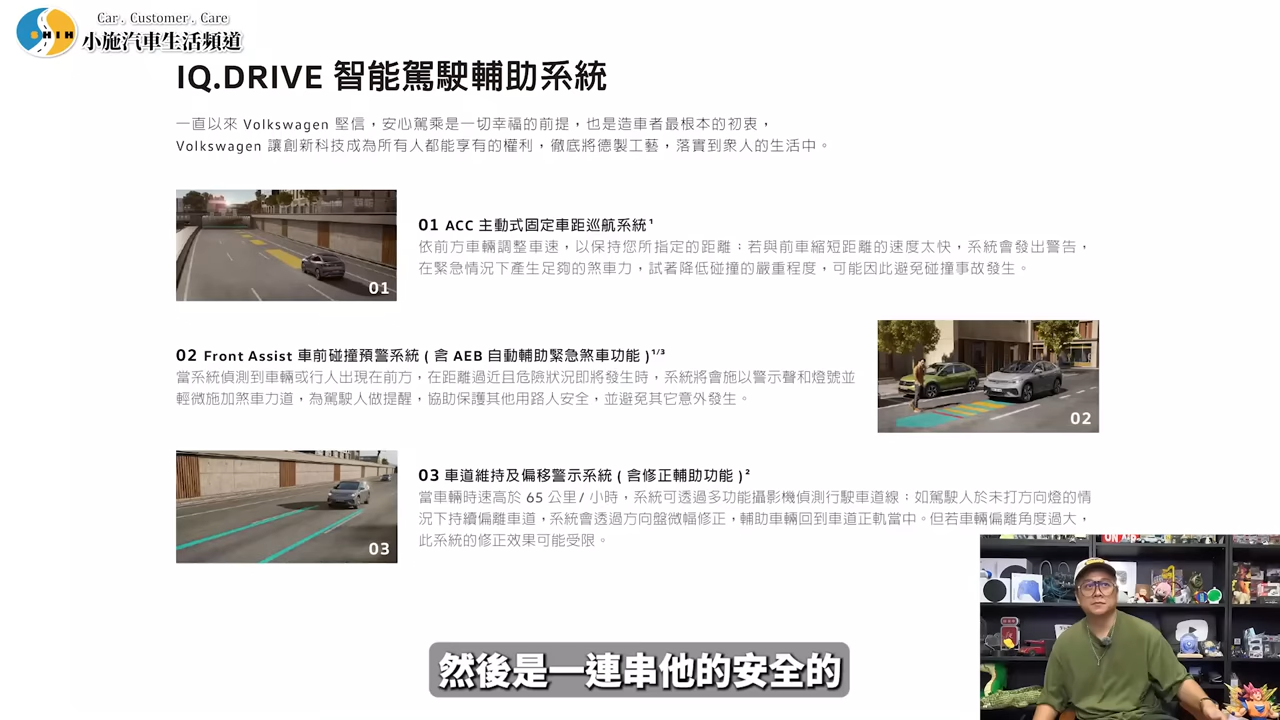 Car . Customer . Care
SHIH
小施汽車生活頻道
IQ.DRIVE 智能駕駛輔助系統
一直以來 Volkswagen 堅信，安心駕乘是一切幸福的前提，也是造車者最根本的初衷，
Volkswagen 讓創新科技成為所有人都能享有的權利，徹底將德製工藝，落實到眾人的生活中。
01
01 ACC 主動式固定車距巡航系統¹
依前方車輛調整車速，以保持您所指定的距離；若與前車縮短距離的速度太快，系統會發出警告，
在緊急情況下產生足夠的煞車力，試著降低碰撞的嚴重程度，可能因此避免碰撞事故發生。
02 Front Assist 車前碰撞預警系統 ( 含 AEB 自動輔助緊急煞車功能 )¹/³
當系統偵測到車輛或行人出現在前方，在距離過近且危險狀況即將發生時，系統將會施以警示聲和燈號並
輕微施加煞車力道，為駕駛人做提醒，協助保護其他用路人安全，並避免其它意外發生。
02
03
03 車道維持及偏移警示系統 ( 含修正輔助功能 )²
當車輛時速高於 65 公里 / 小時，系統可透過多功能攝影機偵測行駛車道線；如駕駛人於未打方向燈的情
況下持續偏離車道，系統會透過方向盤微幅修正，輔助車輛回到車道正軌當中。但若車輛偏離角度過大，
此系統的修正效果可能受限。
ON AIR
然後是一連串他的安全的